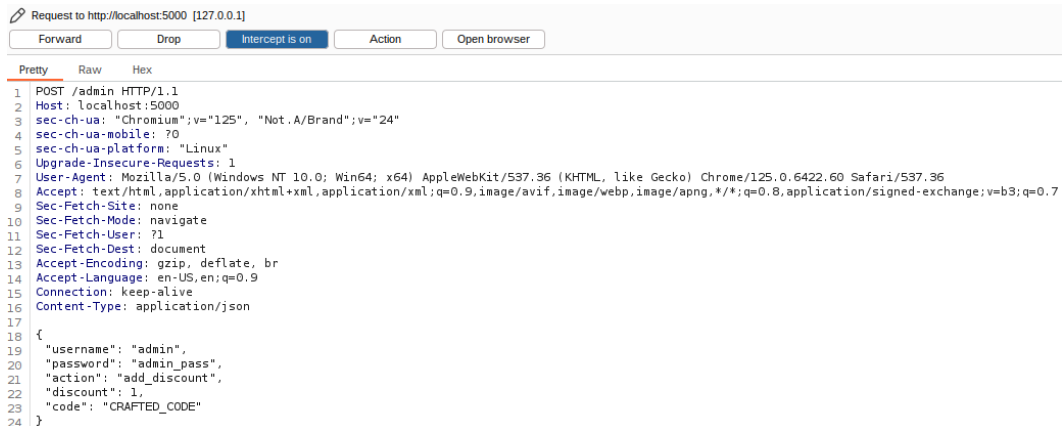 Request to http://localhost:5000 [127.0.0.1]
Forward Drop Intercept is on Action Open browser
Pretty Raw Hex
1 POST /admin HTTP/1.1
2 Host: localhost:5000
3 sec-ch-ua: "Chromium";v="125", "Not.A/Brand";v="24"
4 sec-ch-ua-mobile: ?0
5 sec-ch-ua-platform: "Linux"
6 Upgrade-Insecure-Requests: 1
7 User-Agent: Mozilla/5.0 (Windows NT 10.0; Win64; x64) AppleWebKit/537.36 (KHTML, like Gecko) Chrome/125.0.6422.60 Safari/537.36
8 Accept: text/html,application/xhtml+xml,application/xml;q=0.9,image/avif,image/webp,image/apng,*/*;q=0.8,application/signed-exchange;v=b3;q=0.7
9 Sec-Fetch-Site: none
10 Sec-Fetch-Mode: navigate
11 Sec-Fetch-User: ?1
12 Sec-Fetch-Dest: document
13 Accept-Encoding: gzip, deflate, br
14 Accept-Language: en-US,en;q=0.9
15 Connection: keep-alive
16 Content-Type: application/json
17
18 {
19 "username": "admin",
20 "password": "admin_pass",
21 "action": "add_discount",
22 "discount": 1,
23 "code": "CRAFTED_CODE"
24 }